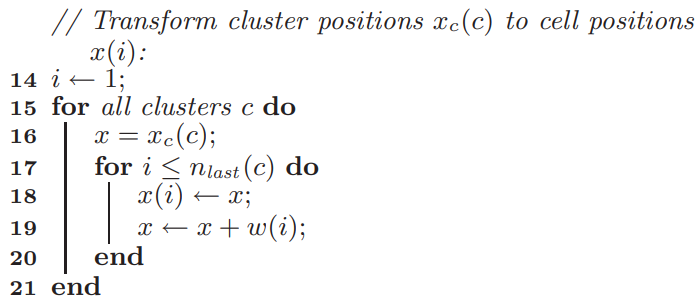 // Transform cluster positions x_c(c) to cell positions
x(i):
14 i ← 1;
15 for all clusters c do
16 x = x_c(c);
17 for i ≤ n_last(c) do
18 x(i) ← x;
19 x ← x + w(i);
20 end
21 end